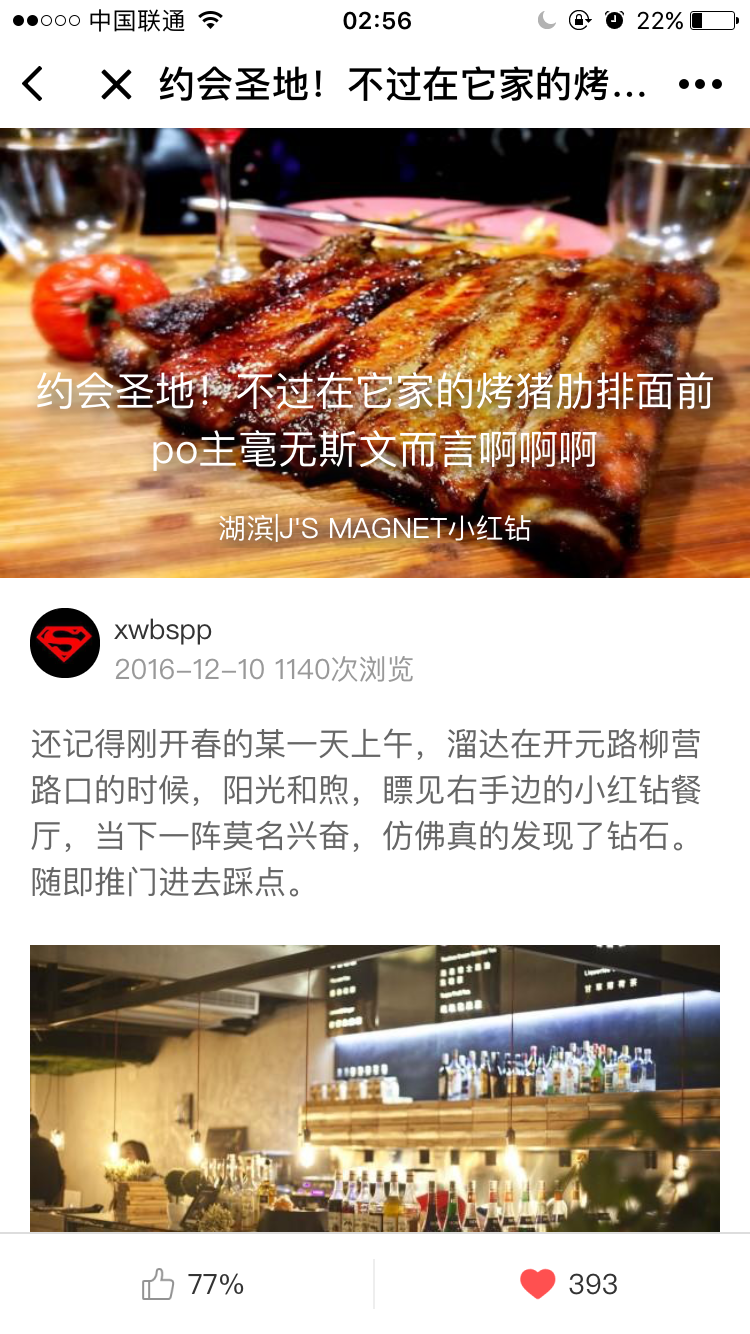 中国联通
02:56
22%
约会圣地！不过在它家的烤...
约会圣地！不过在它家的烤猪肋排面前
po主毫无斯文而言啊啊啊
湖滨|J'S MAGNET小红钻
xwbspp
2016-12-10 1140次浏览
还记得刚开春的某一天上午，溜达在开元路柳营
路口的时候，阳光和煦，瞟见右手边的小红钻餐
厅，当下一阵莫名兴奋，仿佛真的发现了钻石。
随即推门进去踩点。
77%
393